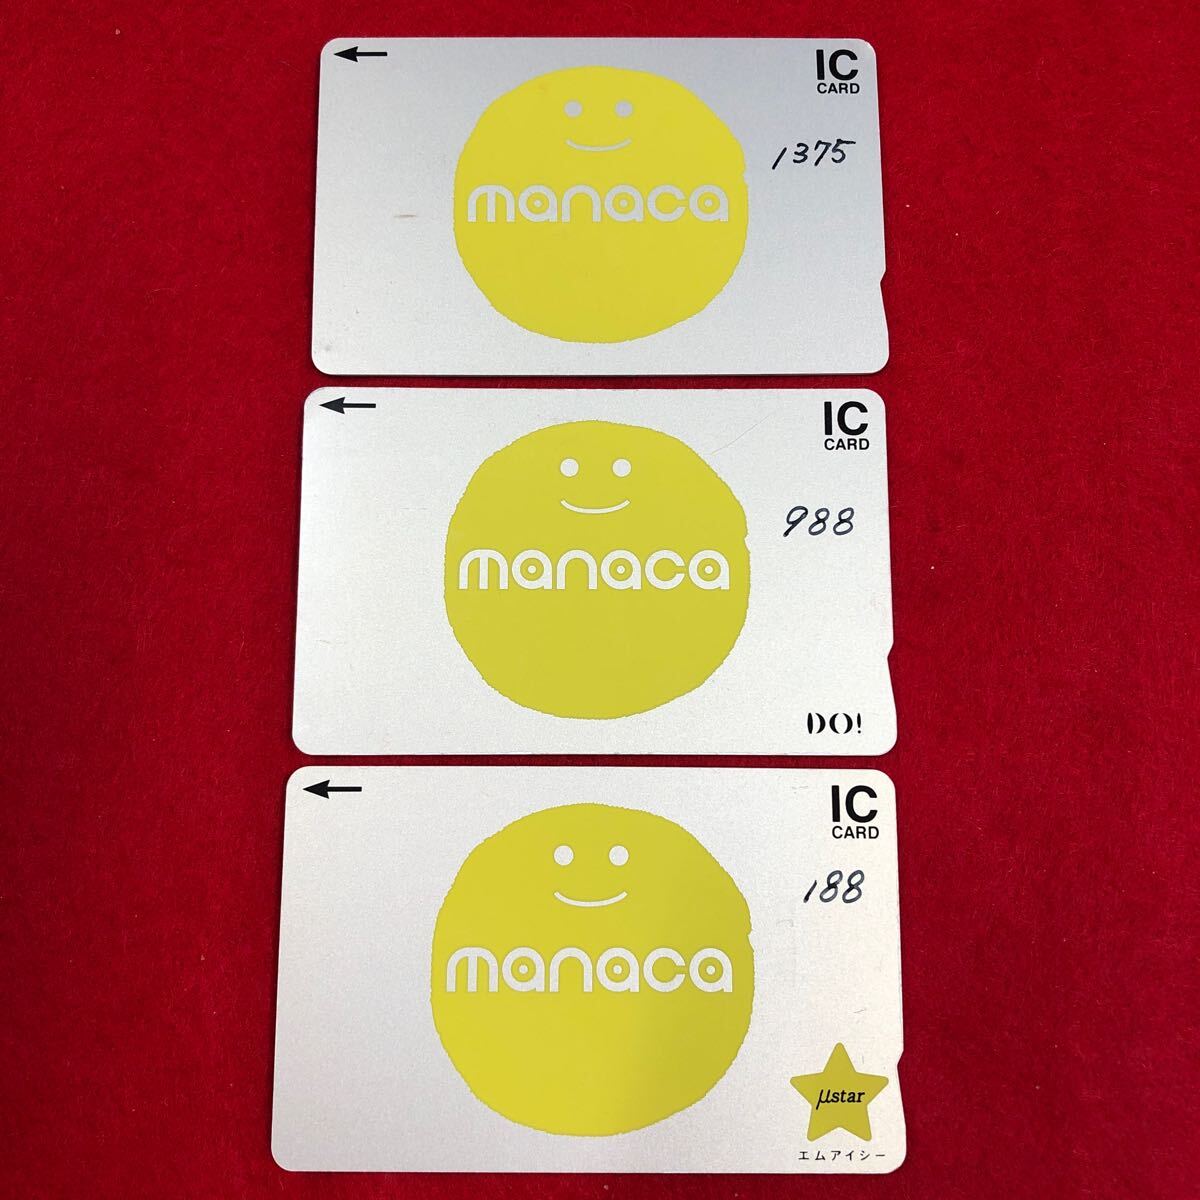 IC
CARD
1375
manaca
IC
CARD
988
manaca
DO!
IC
CARD
188
manaca
μstar
エムアイシー